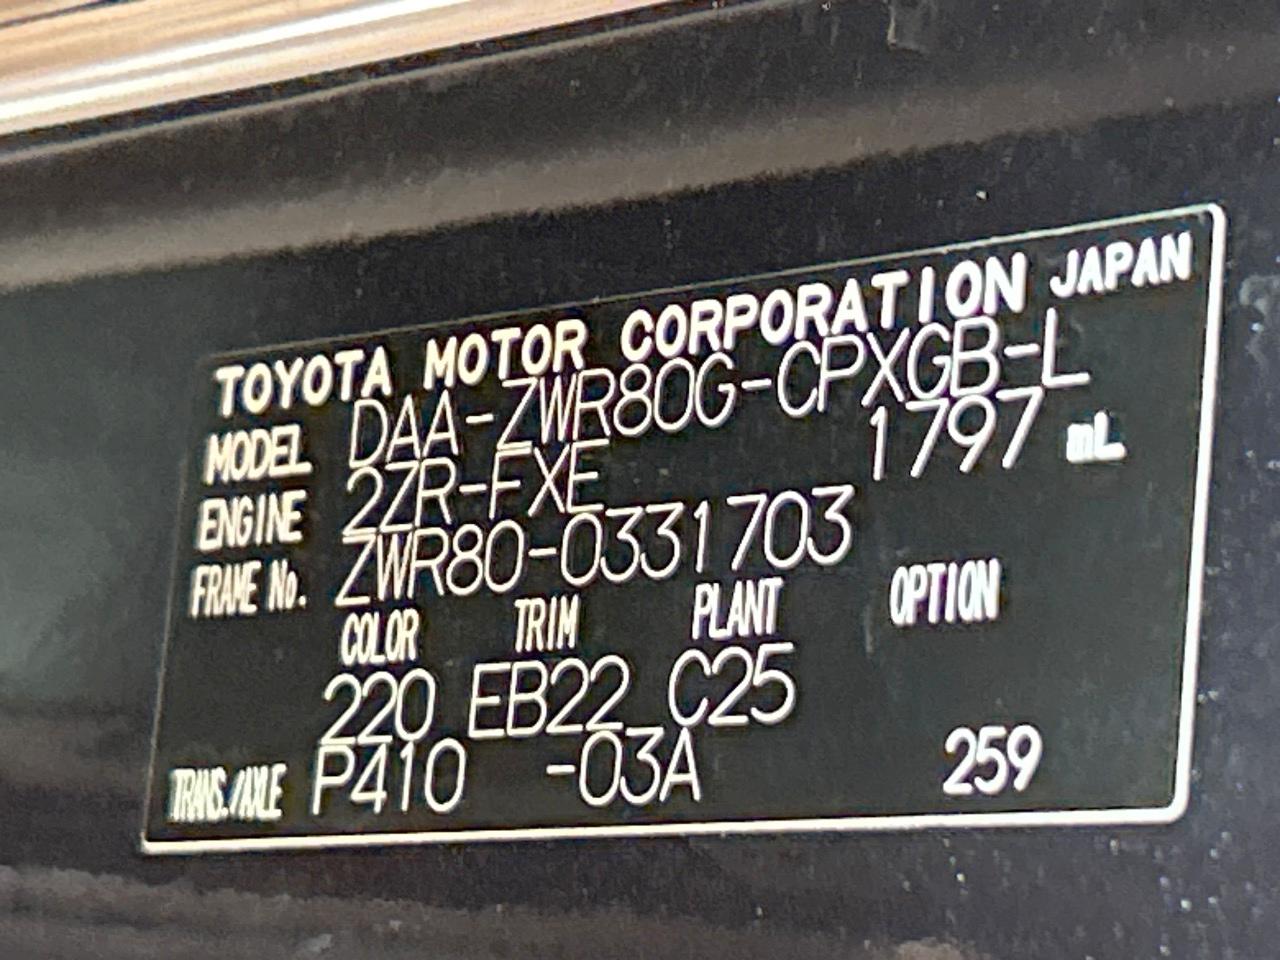 TOYOTA MOTOR CORPORATION JAPAN
MODEL DAA-ZWR80G-CPXGB-L
ENGINE 2ZR-FXE 1797 mL
FRAME No. ZWR80-0331703
COLOR TRIM PLANT OPTION
220 EB22 C25
TRANS./AXLE P410 -03A 259